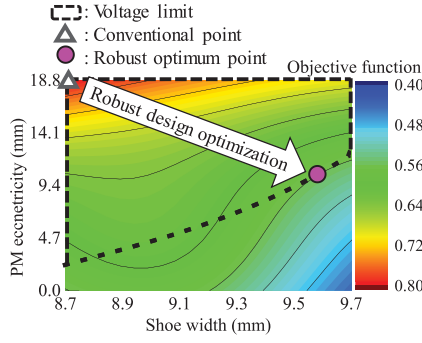 : Voltage limit
: Conventional point
: Robust optimum point
Objective function
18.8
14.1
9.4
4.7
0.0
PM eccnetricity (mm)
Robust design optimization
8.7 8.9 9.1 9.3 9.5 9.7
Shoe width (mm)
0.40
0.48
0.56
0.64
0.72
0.80